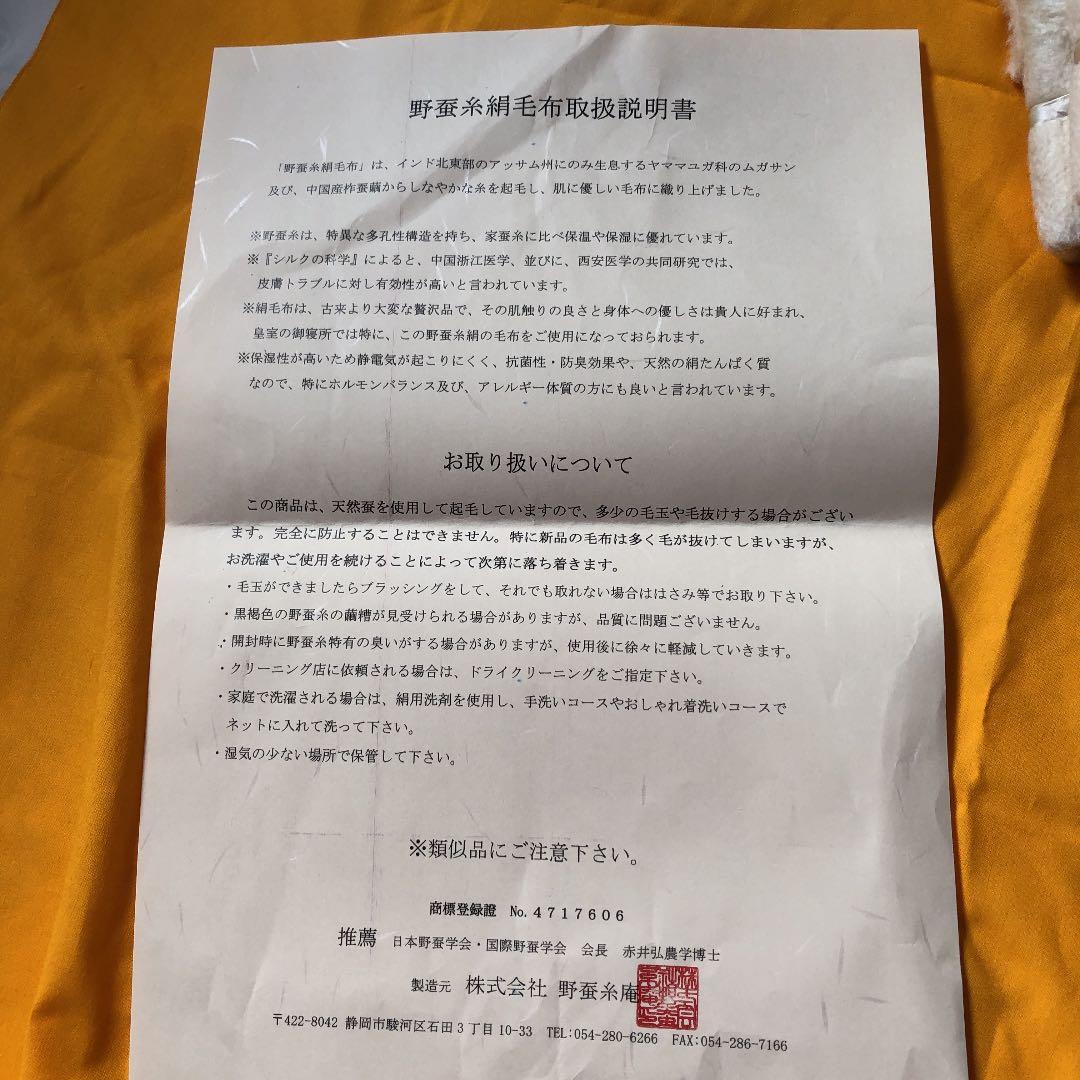 野蚕糸絹毛布取扱説明書
「野蚕糸絹毛布」は、インド北東部のアッサム州にのみ生息するヤママユガ科のムガサン
及び、中国産柞蚕繭からしなやかな糸を起毛し、肌に優しい毛布に織り上げました。
※野蚕糸は、特異な多孔性構造を持ち、家蚕糸に比べ保温や保湿に優れています。
※『シルクの科学』によると、中国浙江医学、並びに、西安医学の共同研究では、
皮膚トラブルに対し有効性が高いと言われています。
※絹毛布は、古来より大変な贅沢品で、その肌触りの良さと身体への優しさは貴人に好まれ、
皇室の御寝所では特に、この野蚕糸絹の毛布をご使用になっておられます。
※保湿性が高いため静電気が起こりにくく、抗菌性・防臭効果や、天然の絹たんぱく質
なので、特にホルモンバランス及び、アレルギー体質の方にも良いと言われています。
お取り扱いについて
この商品は、天然蚕を使用して起毛していますので、多少の毛玉や毛抜けする場合がござい
ます。完全に防止することはできません。特に新品の毛布は多く毛が抜けてしまいますが、
お洗濯やご使用を続けることによって次第に落ち着きます。
・毛玉ができましたらブラッシングをして、それでも取れない場合ははさみ等でお取り下さい。
・黒褐色の野蚕糸の繭糟が見受けられる場合がありますが、品質に問題ございません。
・開封時に野蚕糸特有の臭いがする場合がありますが、使用後に徐々に軽減していきます。
・クリーニング店に依頼される場合は、ドライクリーニングをご指定下さい。
・家庭で洗濯される場合は、絹用洗剤を使用し、手洗いコースやおしゃれ着洗いコースで
ネットに入れて洗って下さい。
・湿気の少ない場所で保管して下さい。
※類似品にご注意下さい。
商標登録證 No.4717606
推薦 日本野蚕学会・国際野蚕学会 会長 赤井弘農学博士
製造元 株式会社 野蚕糸庵
〒422-8042 静岡市駿河区石田3丁目10-33 TEL:054-280-6266 FAX:054-286-7166